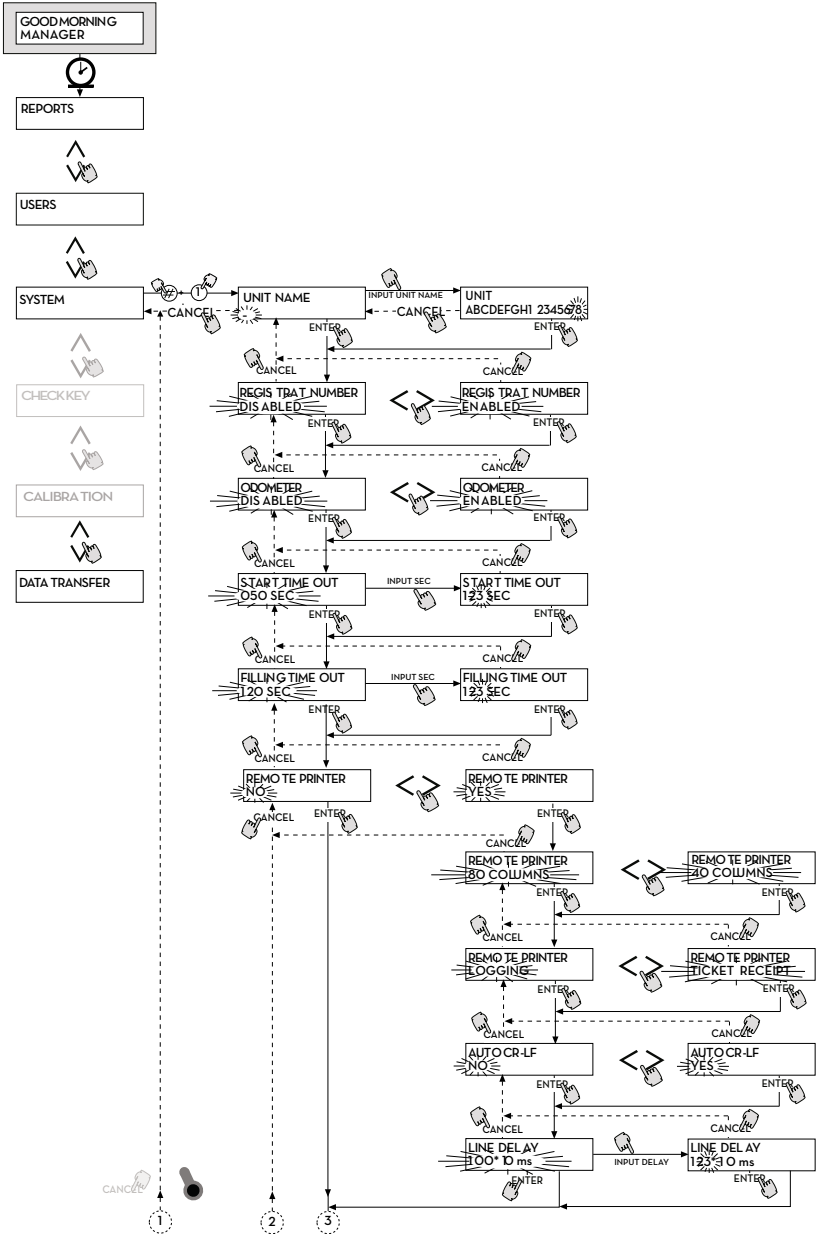 GOOD MORNING
MANAGER
REPORTS
USERS
SYSTEM
# 1
CANCEL
UNIT NAME
INPUT UNIT NAME
CANCEL
UNIT
ABCDEFGH1 2345678
ENTER
ENTER
CANCEL
CANCEL
CHECK KEY
REGISTRAT NUMBER
DISABLED
< >
REGISTRAT NUMBER
ENABLED
ENTER
ENTER
CANCEL
CANCEL
CALIBRATION
ODOMETER
DISABLED
< >
ODOMETER
ENABLED
ENTER
ENTER
CANCEL
CANCEL
DATA TRANSFER
START TIME OUT
050 SEC
INPUT SEC
START TIME OUT
123 SEC
ENTER
ENTER
CANCEL
CANCEL
FILLING TIME OUT
120 SEC
INPUT SEC
FILLING TIME OUT
123 SEC
ENTER
ENTER
CANCEL
CANCEL
REMOTE PRINTER
NO
< >
REMOTE PRINTER
YES
CANCEL
ENTER
ENTER
CANCEL
REMOTE PRINTER
80 COLUMNS
< >
REMOTE PRINTER
40 COLUMNS
ENTER
ENTER
CANCEL
CANCEL
REMOTE PRINTER
LOGGING
< >
REMOTE PRINTER
TICKET RECEIPT
ENTER
ENTER
CANCEL
CANCEL
AUTO CR-LF
NO
< >
AUTO CR-LF
YES
ENTER
ENTER
CANCEL
CANCEL
LINE DELAY
100* 10 ms
INPUT DELAY
LINE DELAY
123* 10 ms
ENTER
ENTER
CANCEL
1
2
3